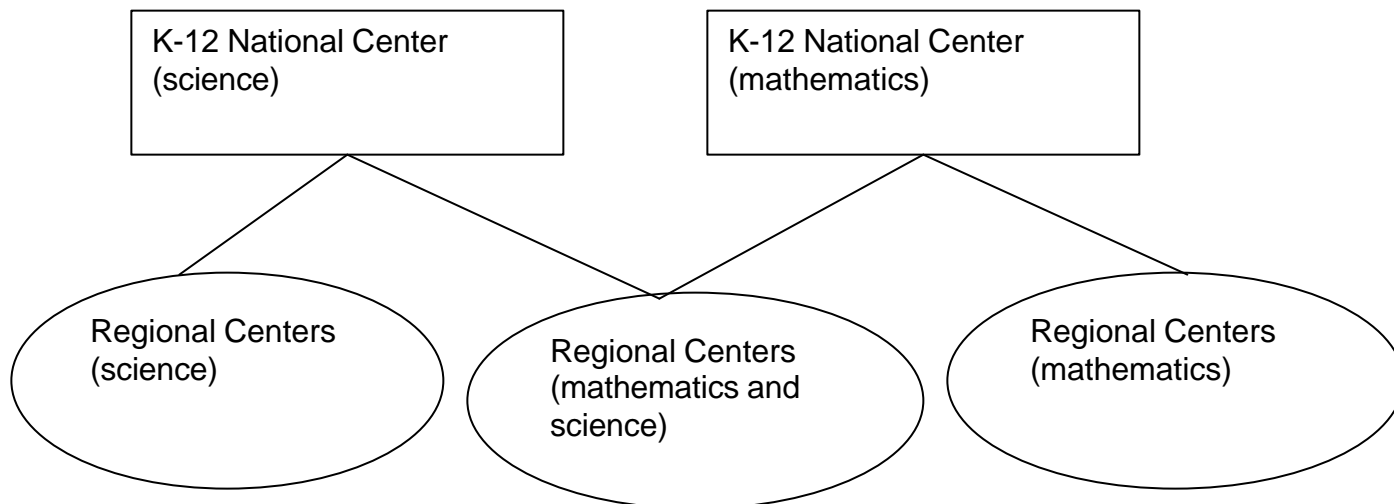 K-12 National Center
(science)
K-12 National Center
(mathematics)
Regional Centers
(science)
Regional Centers
(mathematics and
science)
Regional Centers
(mathematics)